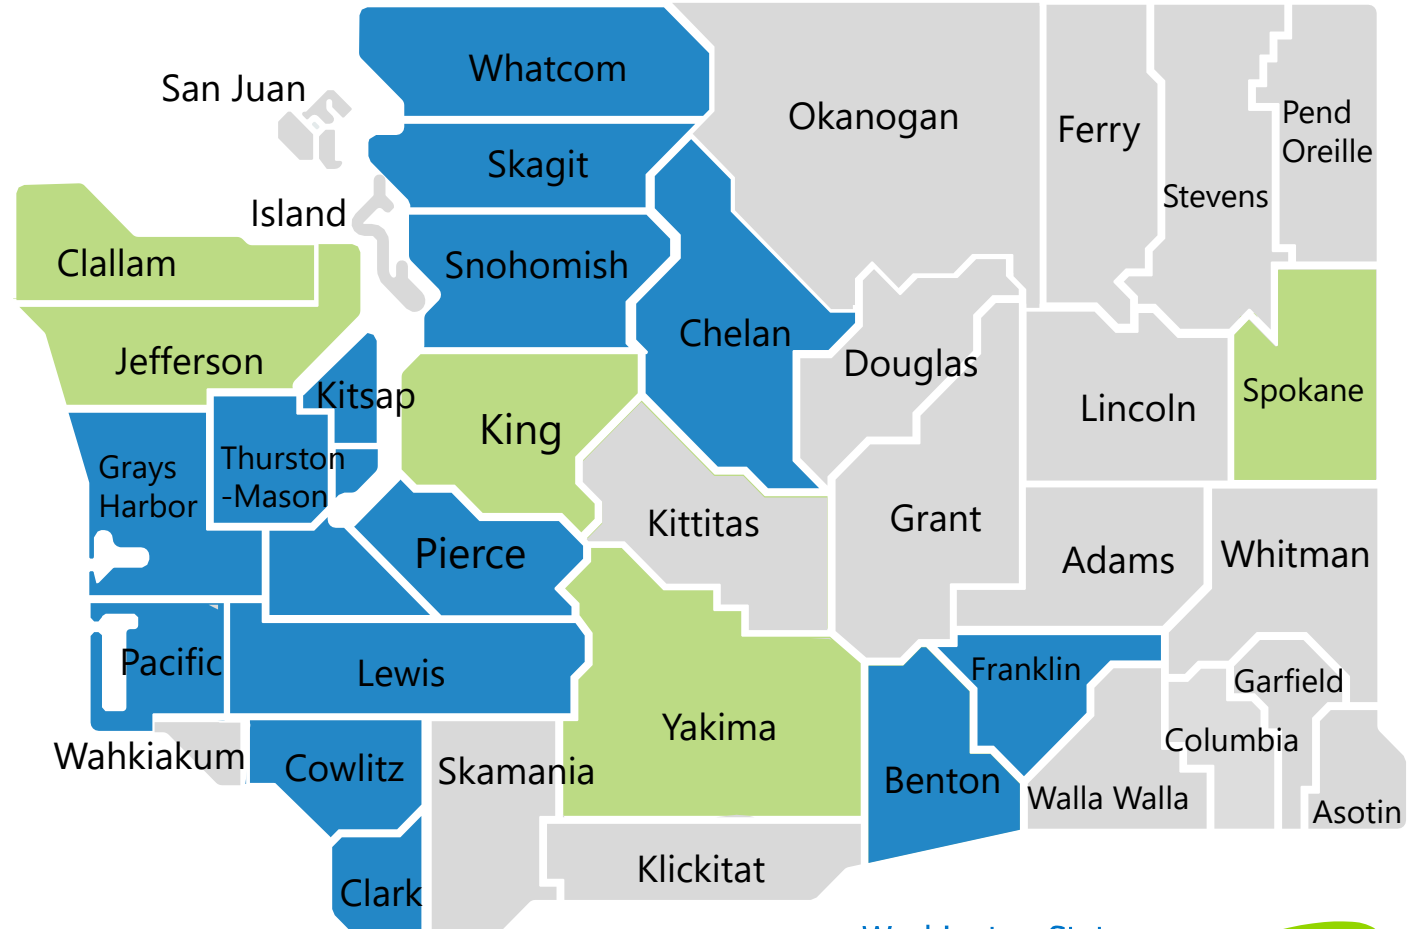 Whatcom
San Juan
Okanogan
Ferry
Pend
Oreille
Skagit
Stevens
Island
Clallam
Snohomish
Chelan
Jefferson
Douglas
Kitsap
Lincoln
Spokane
King
Grays
Harbor
Thurston
-Mason
Kittitas
Grant
Pierce
Adams
Whitman
Pacific
Lewis
Franklin
Garfield
Yakima
Columbia
Wahkiakum
Cowlitz
Skamania
Benton
Walla Walla
Asotin
Klickitat
Clark